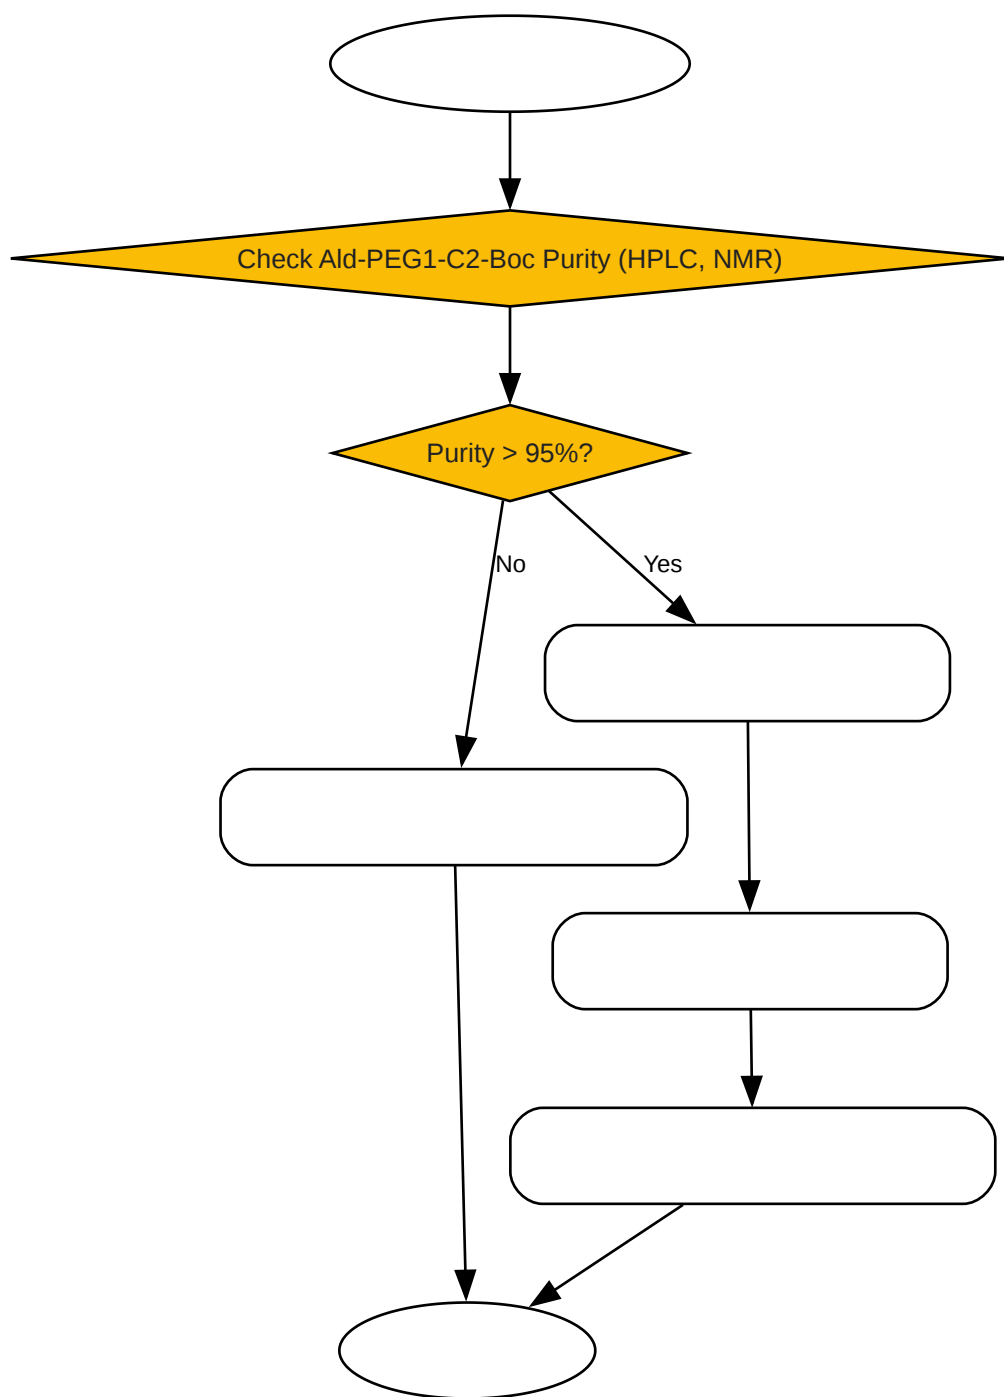 Check Ald-PEG1-C2-Boc Purity (HPLC, NMR)
Purity > 95%?
No
Yes